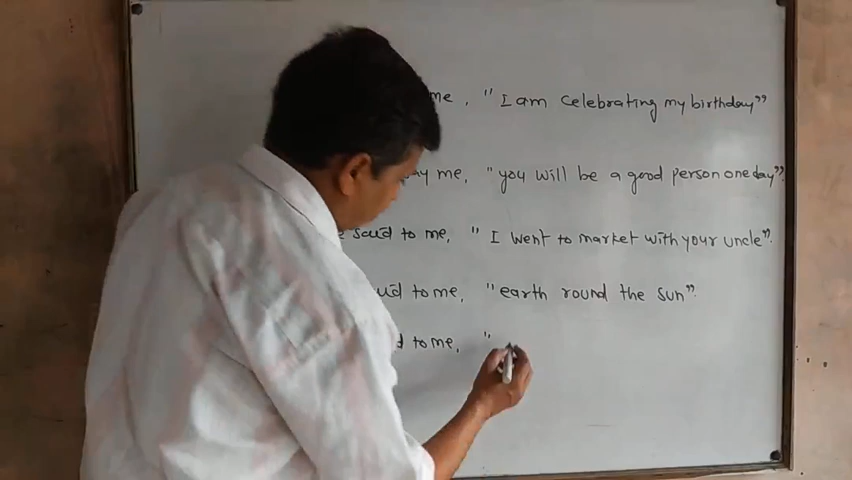 me, "I am celebrating my birthday"
me, "you will be a good person one day".
said to me, "I went to market with your uncle".
to me, "earth round the sun".
to me, "